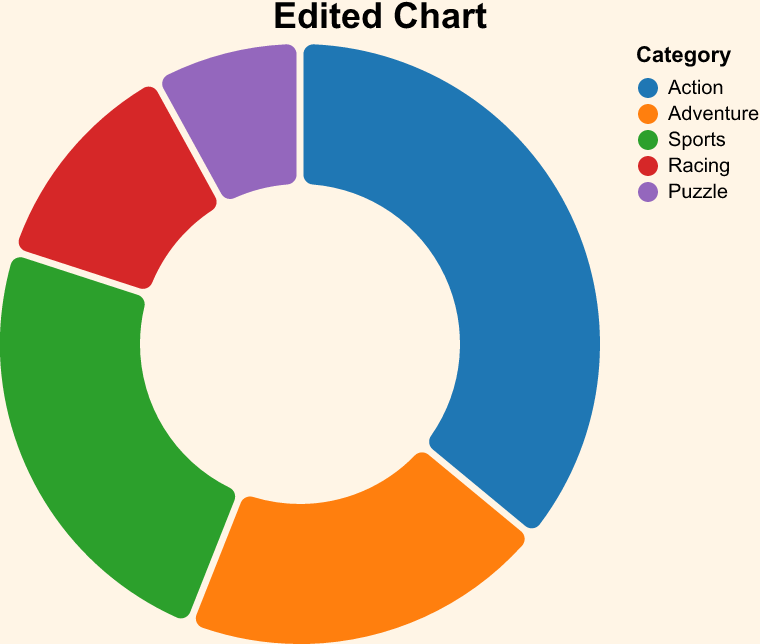 Edited Chart
Category
Action
Adventure
Sports
Racing
Puzzle